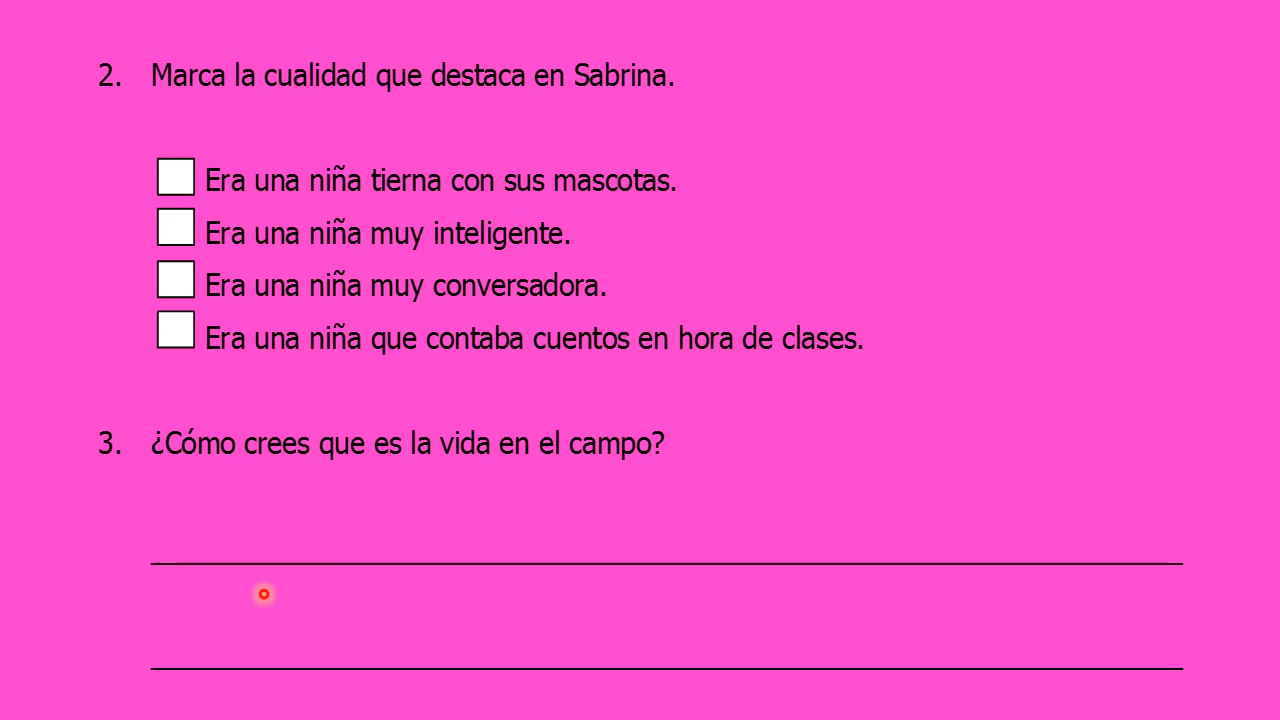 2. Marca la cualidad que destaca en Sabrina.
Era una niña tierna con sus mascotas.
Era una niña muy inteligente.
Era una niña muy conversadora.
Era una niña que contaba cuentos en hora de clases.
3. ¿Cómo crees que es la vida en el campo?